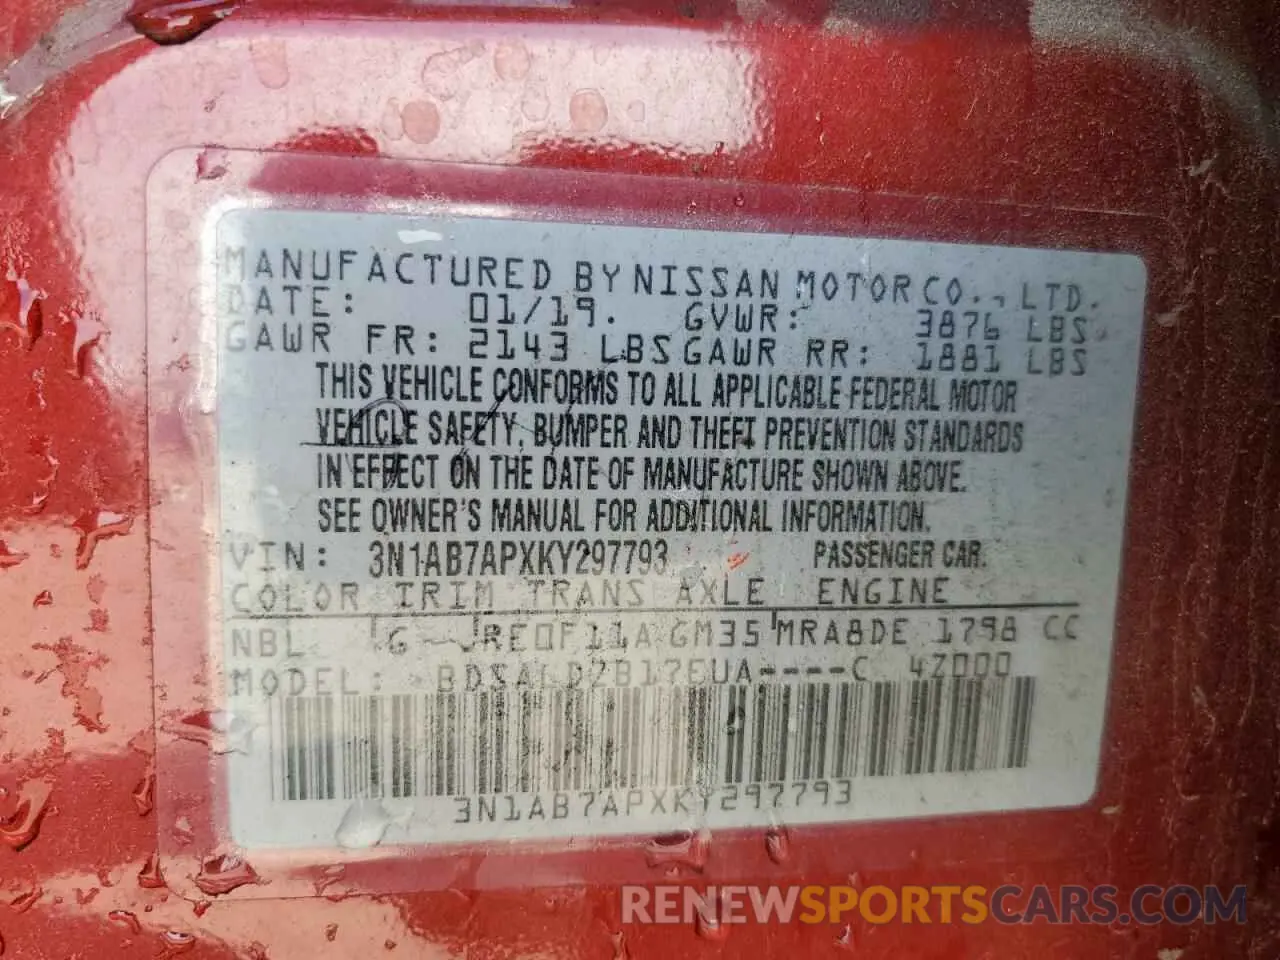 MANUFACTURED BY NISSAN MOTOR CO., LTD.
DATE: 01/19. GVWR: 3876 LBS
GAWR FR: 2143 LBS GAWR RR: 1881 LBS
THIS VEHICLE CONFORMS TO ALL APPLICABLE FEDERAL MOTOR
VEHICLE SAFETY, BUMPER AND THEFT PREVENTION STANDARDS
IN EFFECT ON THE DATE OF MANUFACTURE SHOWN ABOVE.
SEE OWNER'S MANUAL FOR ADDITIONAL INFORMATION.
VIN: 3N1AB7APXKY297793 PASSENGER CAR.
COLOR TRIM TRANS AXLE ENGINE
NBL G RE0F11A GM35 MRA8DE 1798 CC
MODEL: BDSALDZB17EUA----C 4Z000
3N1AB7APXKY297793
RENEWSPORTSCARS.COM